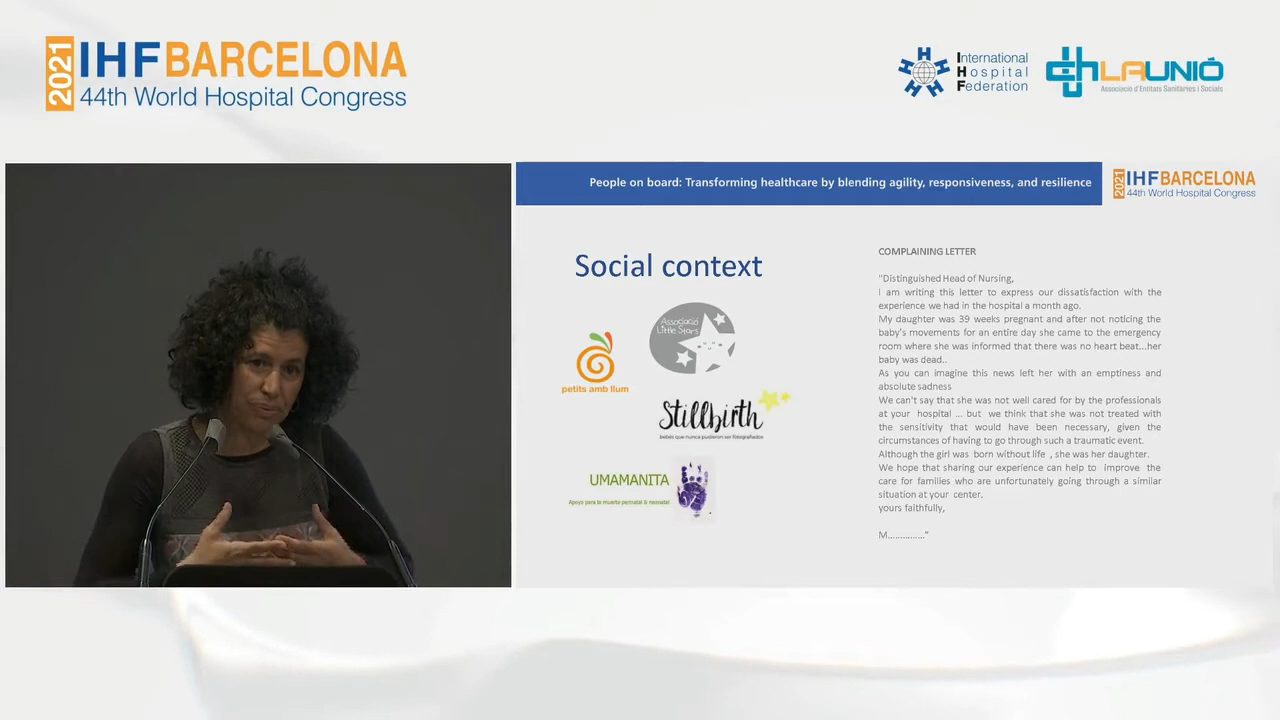 2021 IHFBARCELONA
44th World Hospital Congress
International
Hospital
Federation
LAUNIÓ
Associació d'Entitats Sanitàries i Socials
People on board: Transforming healthcare by blending agility, responsiveness, and resilience
2021 IHFBARCELONA
44th World Hospital Congress
Social context
Associació
Little Stars
petits amb llum
Stillbirth
bebés que nunca pudieron ser fotografiados
UMAMANITA
Apoyo para la muerte perinatal & neonatal
COMPLAINING LETTER
"Distinguished Head of Nursing,
I am writing this letter to express our dissatisfaction with the
experience we had in the hospital a month ago.
My daughter was 39 weeks pregnant and after not noticing the
baby's movements for an entire day she came to the emergency
room where she was informed that there was no heart beat...her
baby was dead..
As you can imagine this news left her with an emptiness and
absolute sadness
We can't say that she was not well cared for by the professionals
at your hospital ... but we think that she was not treated with
the sensitivity that would have been necessary, given the
circumstances of having to go through such a traumatic event.
Although the girl was born without life , she was her daughter.
We hope that sharing our experience can help to improve the
care for families who are unfortunately going through a similar
situation at your center.
yours faithfully,
M..............."